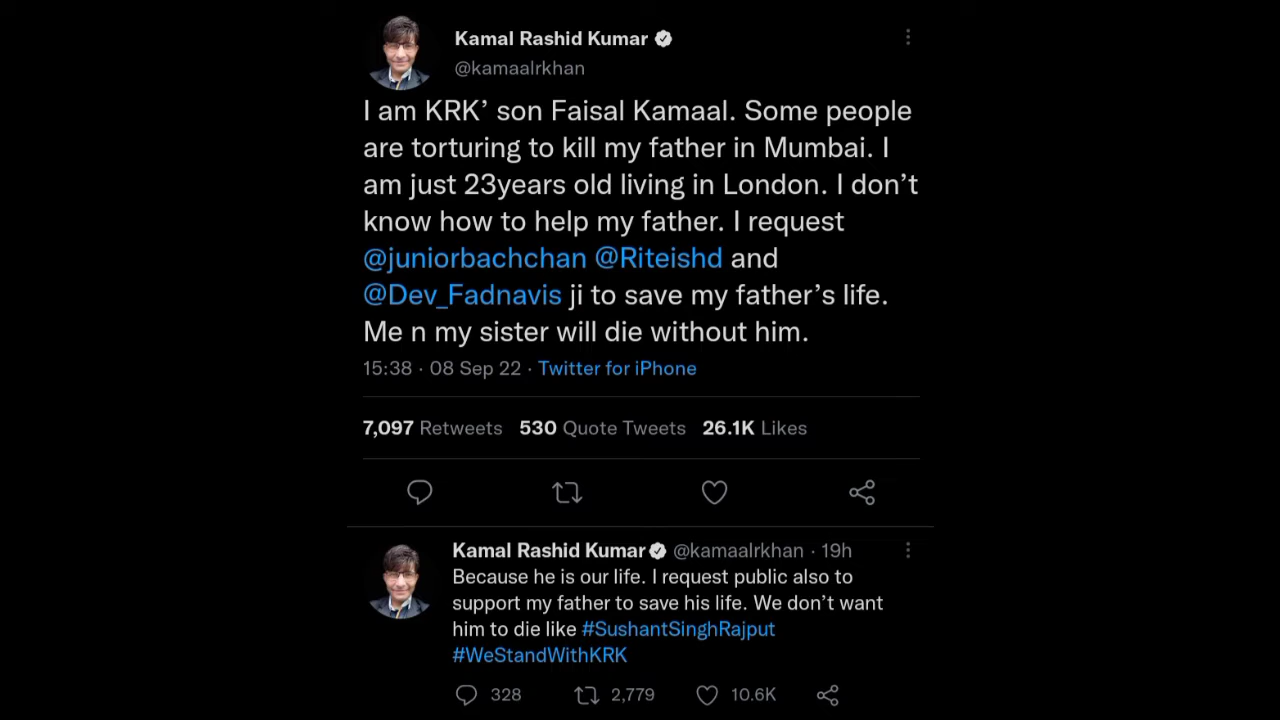 Kamal Rashid Kumar
@kamaalrkhan
I am KRK’ son Faisal Kamaal. Some people
are torturing to kill my father in Mumbai. I
am just 23years old living in London. I don’t
know how to help my father. I request
@juniorbachchan @Riteishd and
@Dev_Fadnavis ji to save my father’s life.
Me n my sister will die without him.
15:38 · 08 Sep 22 · Twitter for iPhone
7,097 Retweets 530 Quote Tweets 26.1K Likes
Kamal Rashid Kumar @kamaalrkhan · 19h
Because he is our life. I request public also to
support my father to save his life. We don’t want
him to die like #SushantSinghRajput
#WeStandWithKRK
328 2,779 10.6K